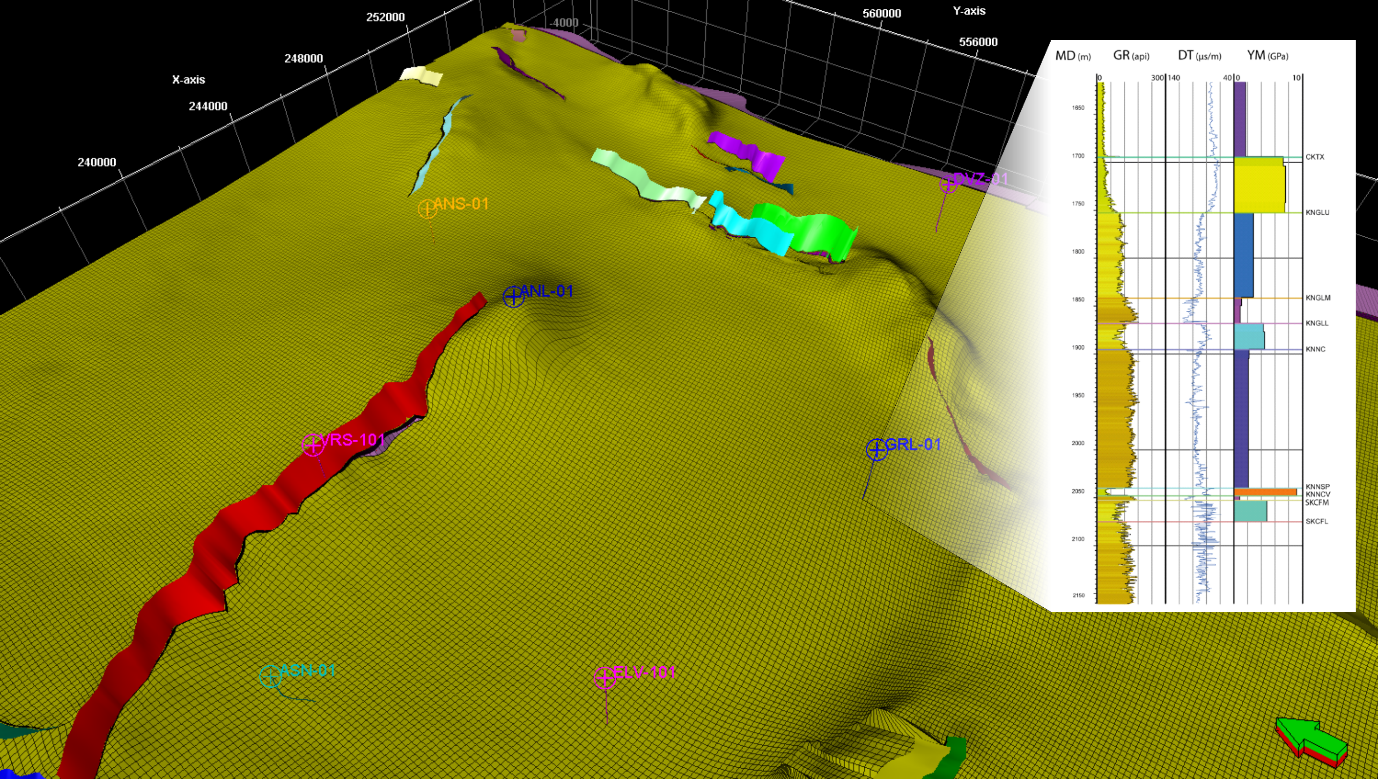 252000
-4000
560000
Y-axis
556000
248000
X-axis
244000
240000
ANS-01
ANL-01
VRS-101
GRL-01
ASN-01
ELV-101
MD (m) GR (api) DT (µs/m) YM (GPa)
0 300 140 40 0 10
1650
1700
CKTX
1750
KNGLU
1800
1850
KNGLM
KNGLL
1900
KNNC
1950
2000
2050
KNNSP
KNNCV
SKCFM
SKCFL
2100
2150